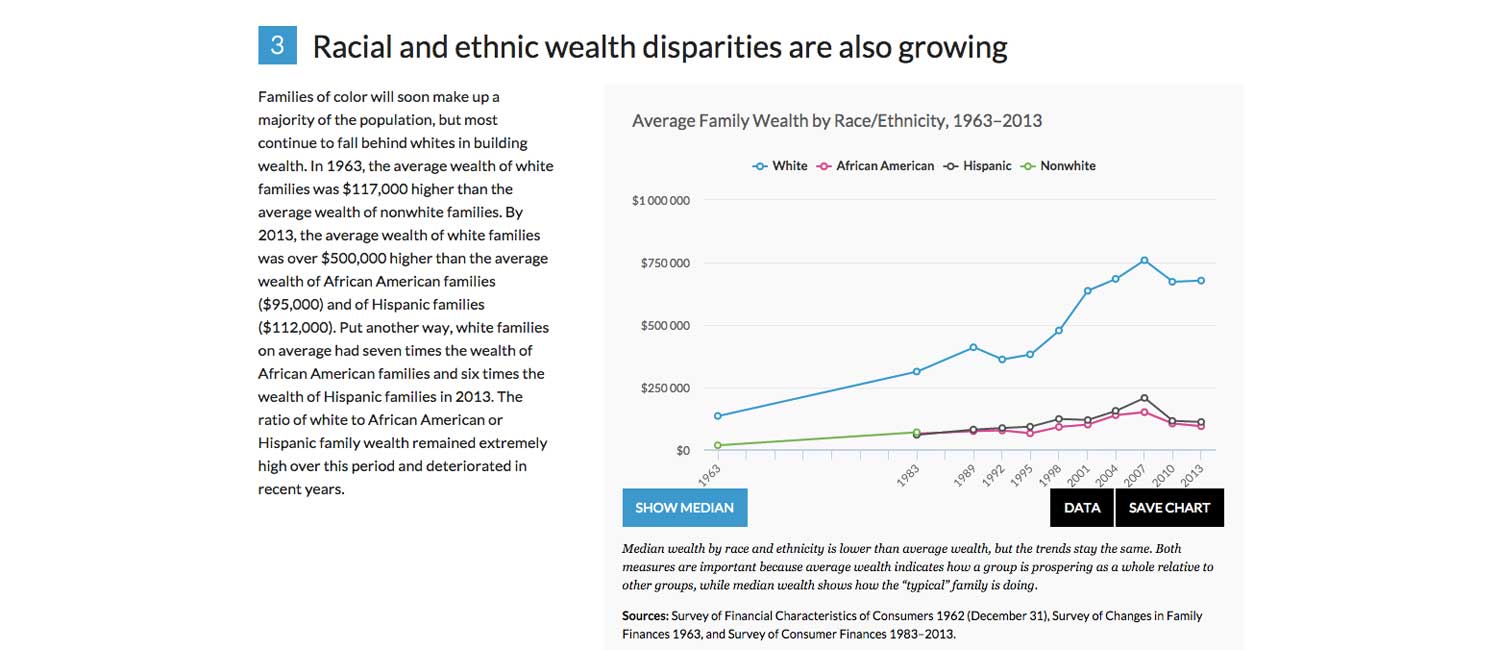 3 Racial and ethnic wealth disparities are also growing
Families of color will soon make up a
majority of the population, but most
continue to fall behind whites in building
wealth. In 1963, the average wealth of white
families was $117,000 higher than the
average wealth of nonwhite families. By
2013, the average wealth of white families
was over $500,000 higher than the average
wealth of African American families
($95,000) and of Hispanic families
($112,000). Put another way, white families
on average had seven times the wealth of
African American families and six times the
wealth of Hispanic families in 2013. The
ratio of white to African American or
Hispanic family wealth remained extremely
high over this period and deteriorated in
recent years.
Average Family Wealth by Race/Ethnicity, 1963–2013
White African American Hispanic Nonwhite
$1 000 000
$750 000
$500 000
$250 000
$0
1963 1983 1989 1992 1995 1998 2001 2004 2007 2010 2013
SHOW MEDIAN DATA SAVE CHART
Median wealth by race and ethnicity is lower than average wealth, but the trends stay the same. Both
measures are important because average wealth indicates how a group is prospering as a whole relative to
other groups, while median wealth shows how the “typical” family is doing.
Sources: Survey of Financial Characteristics of Consumers 1962 (December 31), Survey of Changes in Family
Finances 1963, and Survey of Consumer Finances 1983–2013.